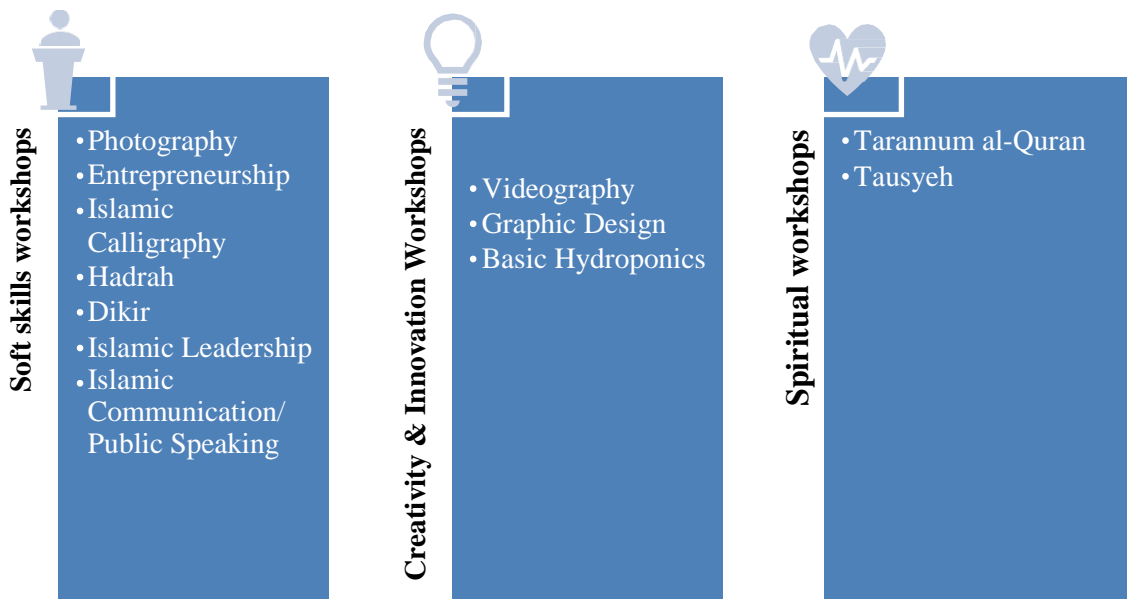 Soft skills workshops
•Photography
•Entrepreneurship
•Islamic
Calligraphy
•Hadrah
•Dikir
•Islamic Leadership
•Islamic
Communication/
Public Speaking
Creativity & Innovation Workshops
•Videography
•Graphic Design
•Basic Hydroponics
Spiritual workshops
•Tarannum al-Quran
•Tausyeh